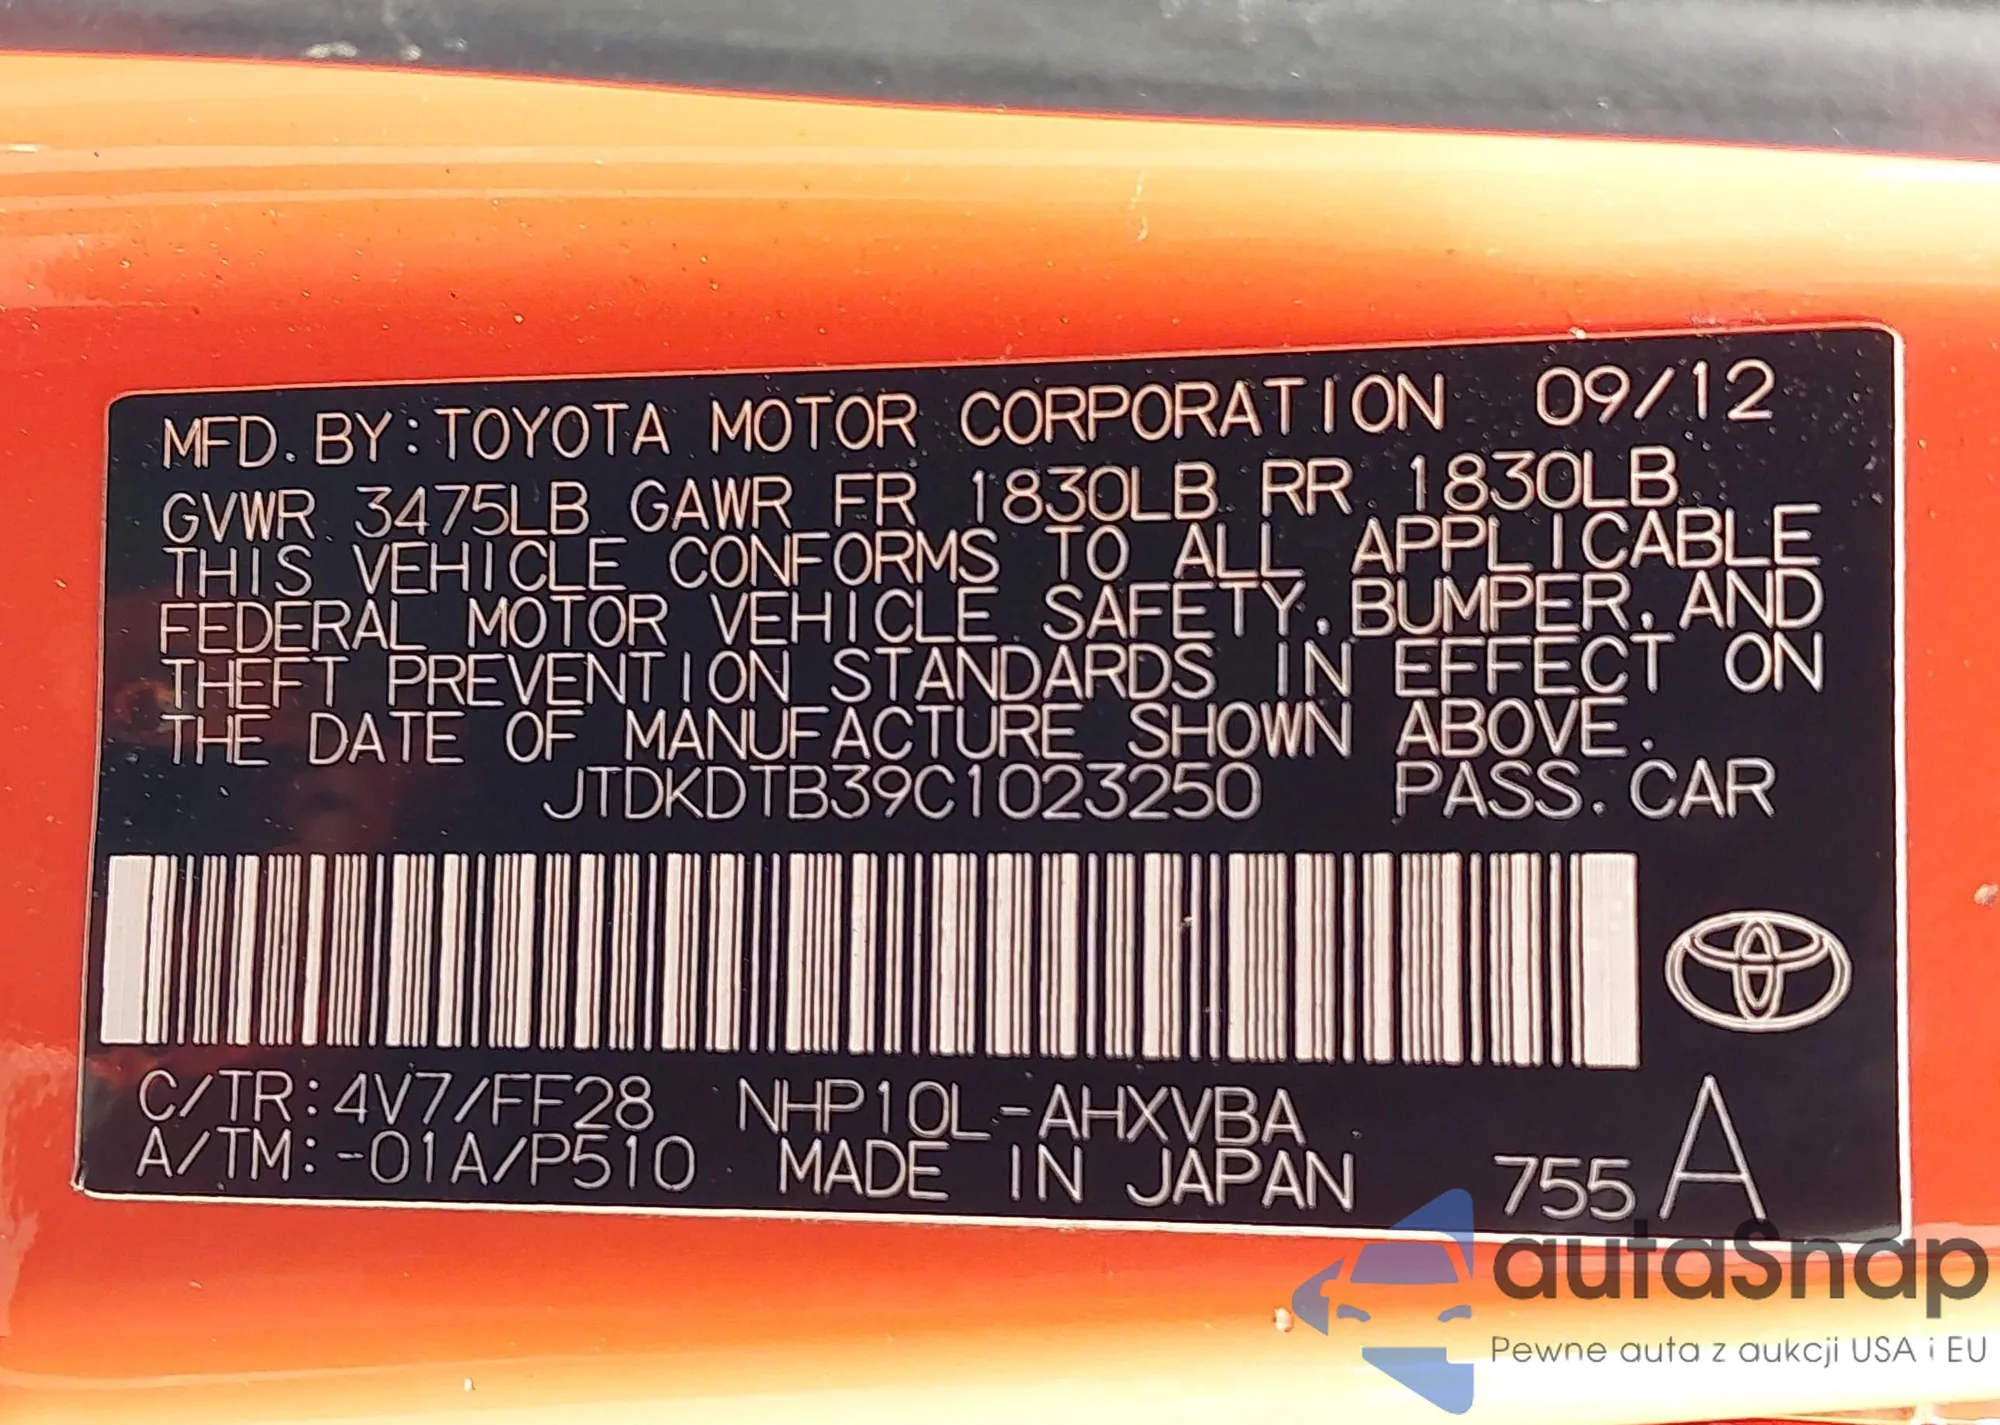 MFD. BY: TOYOTA MOTOR CORPORATION 09/12
GVWR 3475LB GAWR FR 1830LB RR 1830LB
THIS VEHICLE CONFORMS TO ALL APPLICABLE
FEDERAL MOTOR VEHICLE SAFETY, BUMPER, AND
THEFT PREVENTION STANDARDS IN EFFECT ON
THE DATE OF MANUFACTURE SHOWN ABOVE.
JTDKDTB39C1023250 PASS. CAR
C/TR: 4V7/FF28 NHP10L-AHXVBA
A/TM: -01A/P510 MADE IN JAPAN 755 A
autaSnap
Pewne auta z aukcji USA i EU